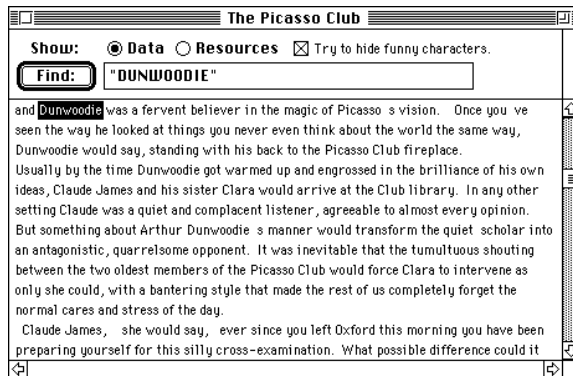 The Picasso Club
Show: Data Resources Try to hide funny characters.
Find: "DUNWOODIE"
and Dunwoodie was a fervent believer in the magic of Picasso s vision. Once you ve
seen the way he looked at things you never even think about the world the same way,
Dunwoodie would say, standing with his back to the Picasso Club fireplace.
Usually by the time Dunwoodie got warmed up and engrossed in the brilliance of his own
ideas, Claude James and his sister Clara would arrive at the Club library. In any other
setting Claude was a quiet and complacent listener, agreeable to almost every opinion.
But something about Arthur Dunwoodie s manner would transform the quiet scholar into
an antagonistic, quarrelsome opponent. It was inevitable that the tumultuous shouting
between the two oldest members of the Picasso Club would force Clara to intervene as
only she could, with a bantering style that made the rest of us completely forget the
normal cares and stress of the day.
Claude James, she would say, ever since you left Oxford this morning you have been
preparing yourself for this silly cross-examination. What possible difference could it